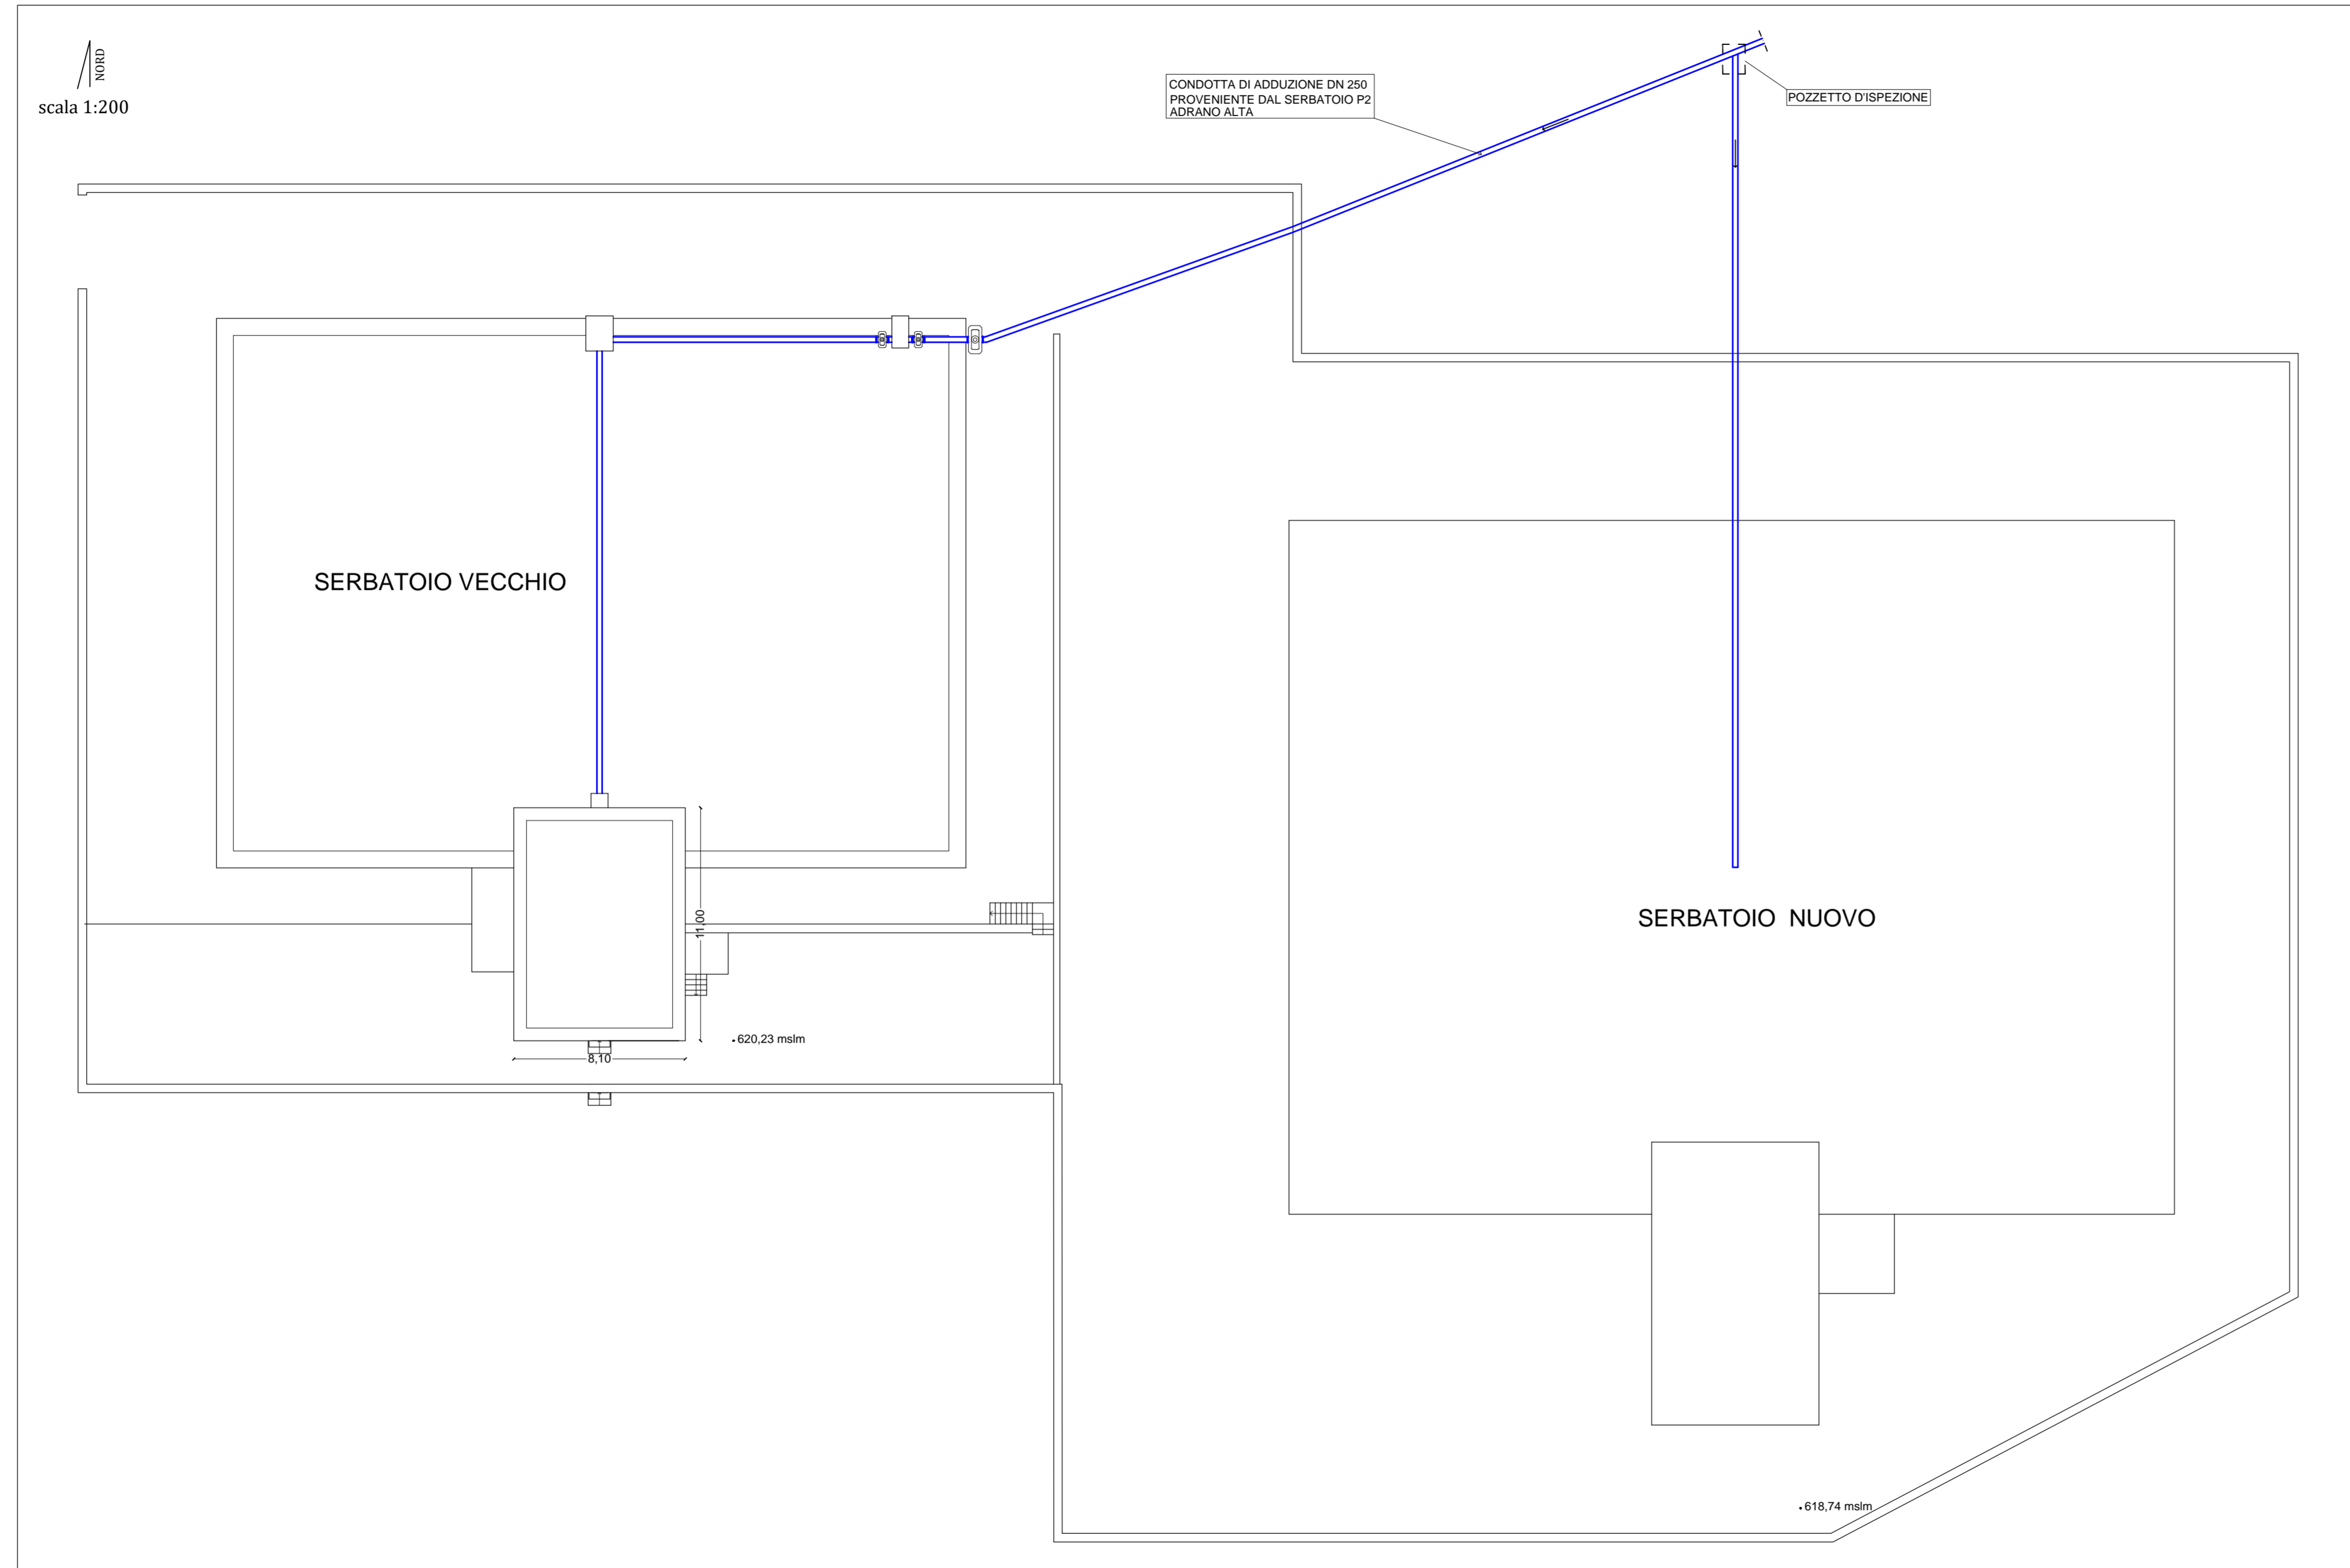 NORD
scala 1:200
CONDOTTA DI ADDUZIONE DN 250
PROVENIENTE DAL SERBATOIO P2
ADRANO ALTA
POZZETTO D'ISPEZIONE
SERBATOIO VECCHIO
SERBATOIO NUOVO
11,00
620,23 mslm
8,10
618,74 mslm